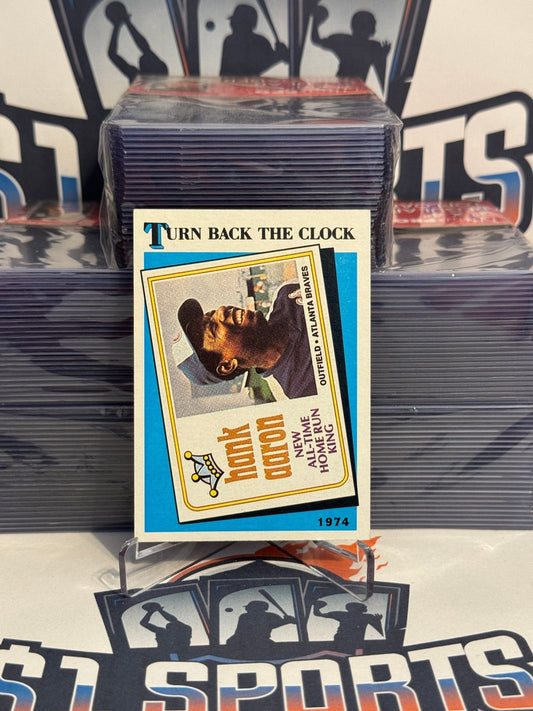 $1 SPORTS
TURN BACK THE CLOCK
OUTFIELD • ATLANTA BRAVES
hank
aaron
NEW
ALL-TIME
HOME RUN
KING
1974
$1 SPORTS